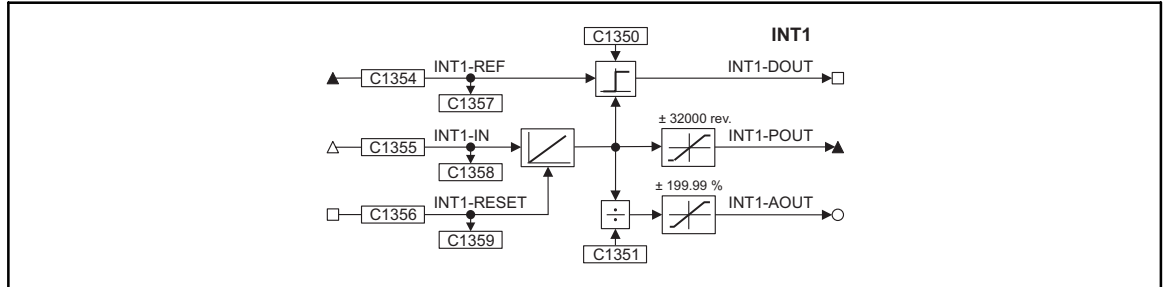 C1350
INT1
INT1-REF
INT1-DOUT
C1354
C1357
± 32000 rev.
INT1-IN
INT1-POUT
C1355
C1358
± 199.99 %
INT1-RESET
INT1-AOUT
C1356
÷
C1359
C1351